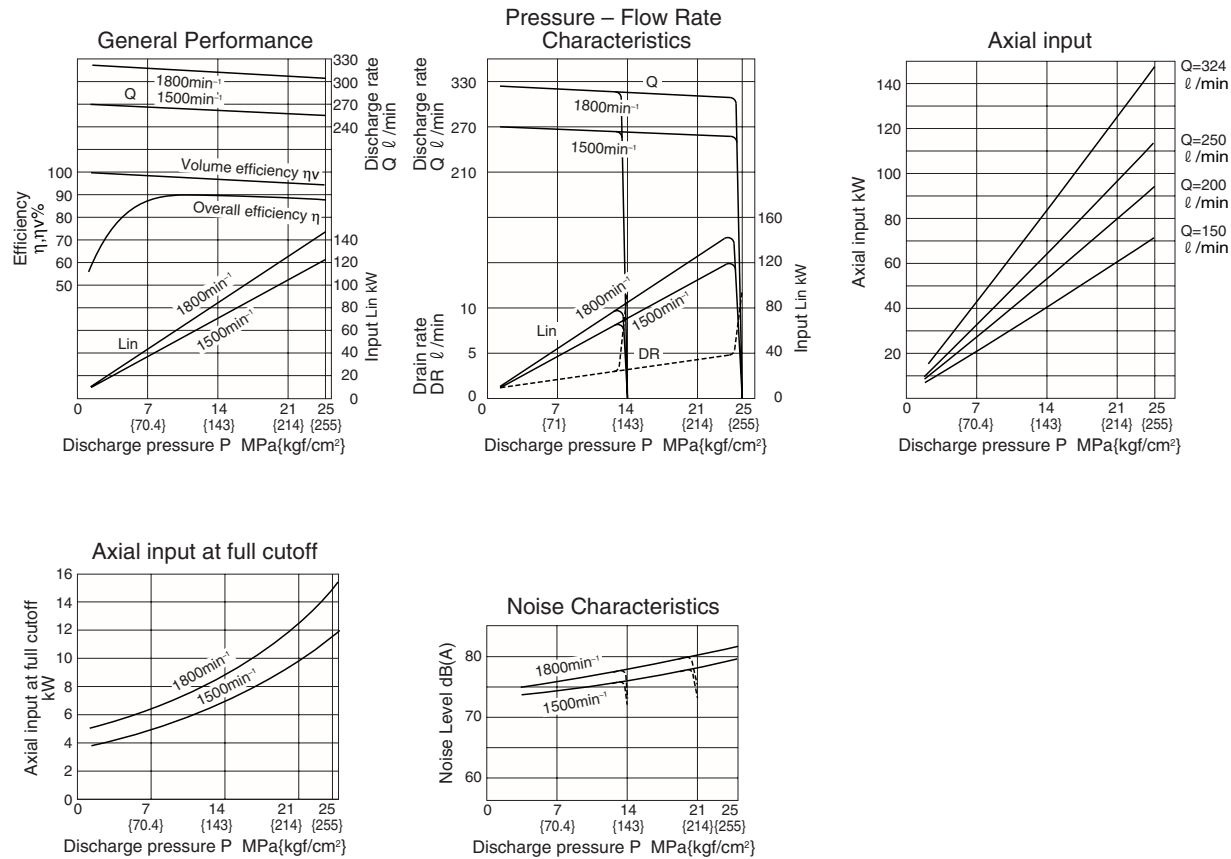 General Performance
330
300
270
240
Discharge rate
Q ℓ/min
1800min⁻¹
Q
1500min⁻¹
100
90
80
70
60
50
Efficiency
η,ηv%
Volume efficiency ηv
Overall efficiency η
140
120
100
80
60
40
20
0
Input Lin kW
1800min⁻¹
1500min⁻¹
Lin
0 7 14 21 25
{70.4} {143} {214} {255}
Discharge pressure P MPa{kgf/cm²}
Pressure – Flow Rate
Characteristics
Discharge rate
Q ℓ/min
330
270
210
Q
1800min⁻¹
1500min⁻¹
10
5
0
Drain rate
DR ℓ/min
160
120
80
40
0
Input Lin kW
1800min⁻¹
1500min⁻¹
Lin
DR
0 7 14 21 25
{71} {143} {214} {255}
Discharge pressure P MPa{kgf/cm²}
Axial input
Axial input kW
140
120
100
80
60
40
20
Q=324
ℓ/min
Q=250
ℓ/min
Q=200
ℓ/min
Q=150
ℓ/min
0 7 14 21 25
{70.4} {143} {214} {255}
Discharge pressure P MPa{kgf/cm²}
Axial input at full cutoff
Axial input at full cutoff
kW
16
14
12
10
8
6
4
2
0
1800min⁻¹
1500min⁻¹
0 7 14 21 25
{70.4} {143} {214} {255}
Discharge pressure P MPa{kgf/cm²}
Noise Characteristics
Noise Level dB(A)
80
70
60
1800min⁻¹
1500min⁻¹
0 7 14 21 25
{70.4} {143} {214} {255}
Discharge pressure P MPa{kgf/cm²}